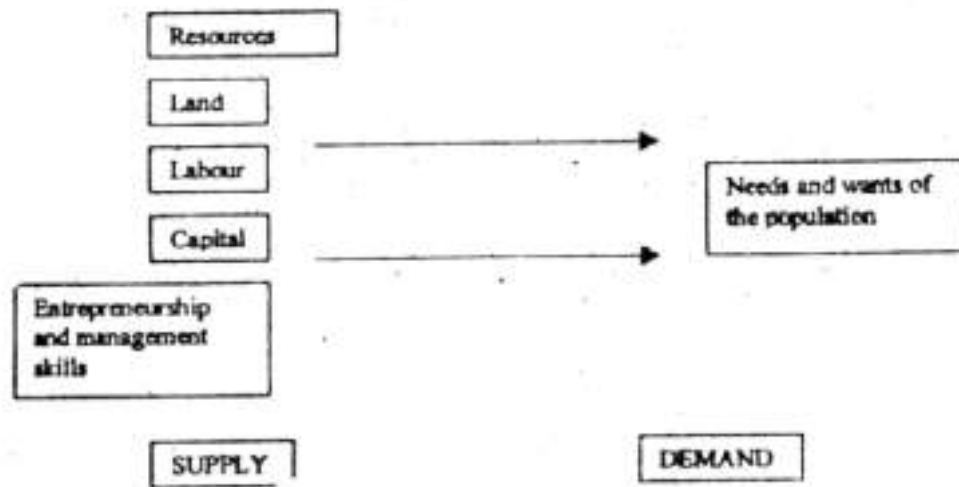 Resources
Land
Labour
Capital
Entrepreneurship
and management
skills
Needs and wants of
the population
SUPPLY
DEMAND